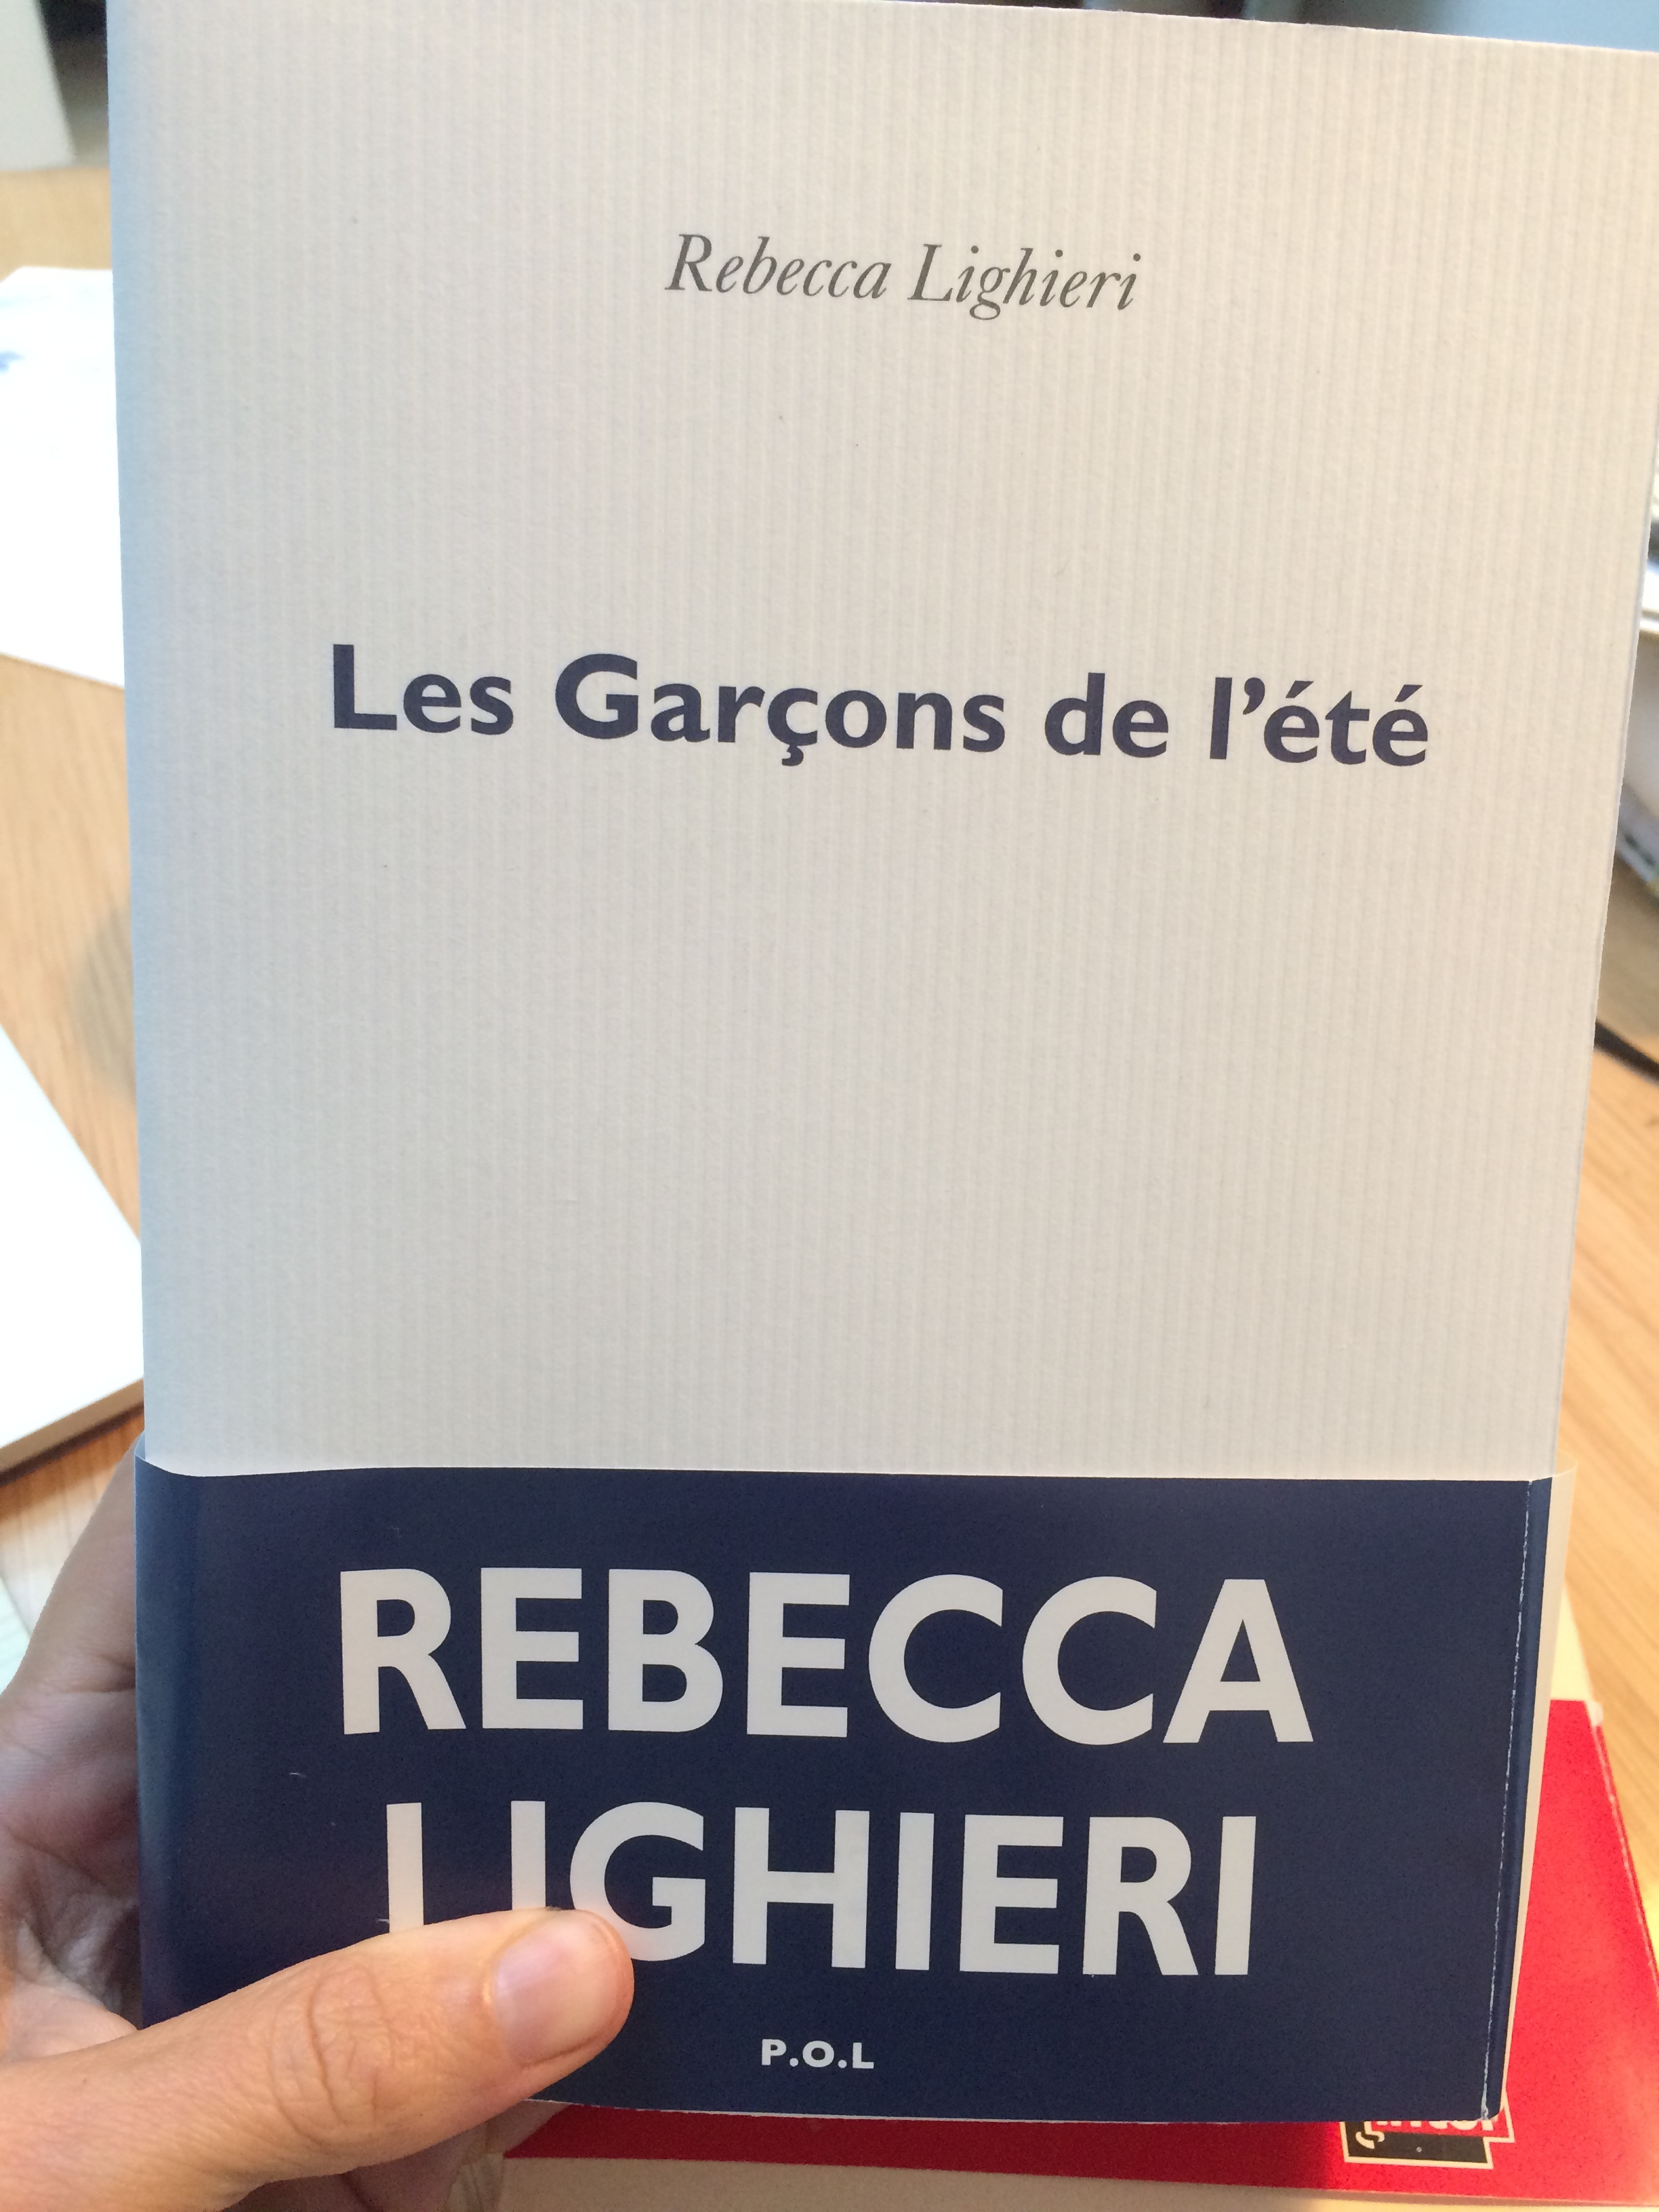 Rebecca Lighieri
Les Garçons de l'été
REBECCA
LIGHIERI
P.O.L